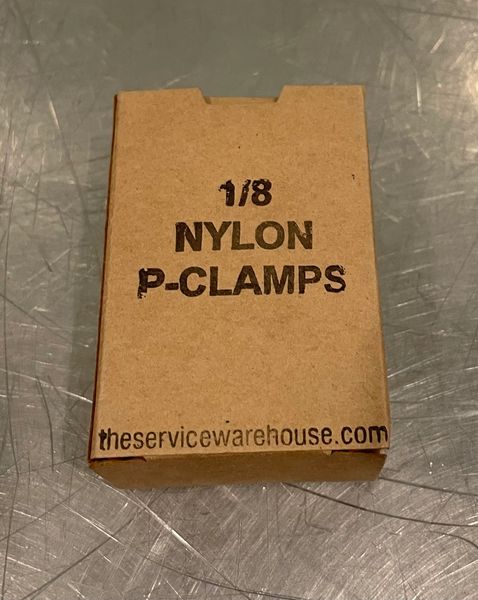 1/8
NYLON
P-CLAMPS
theservicewarehouse.com